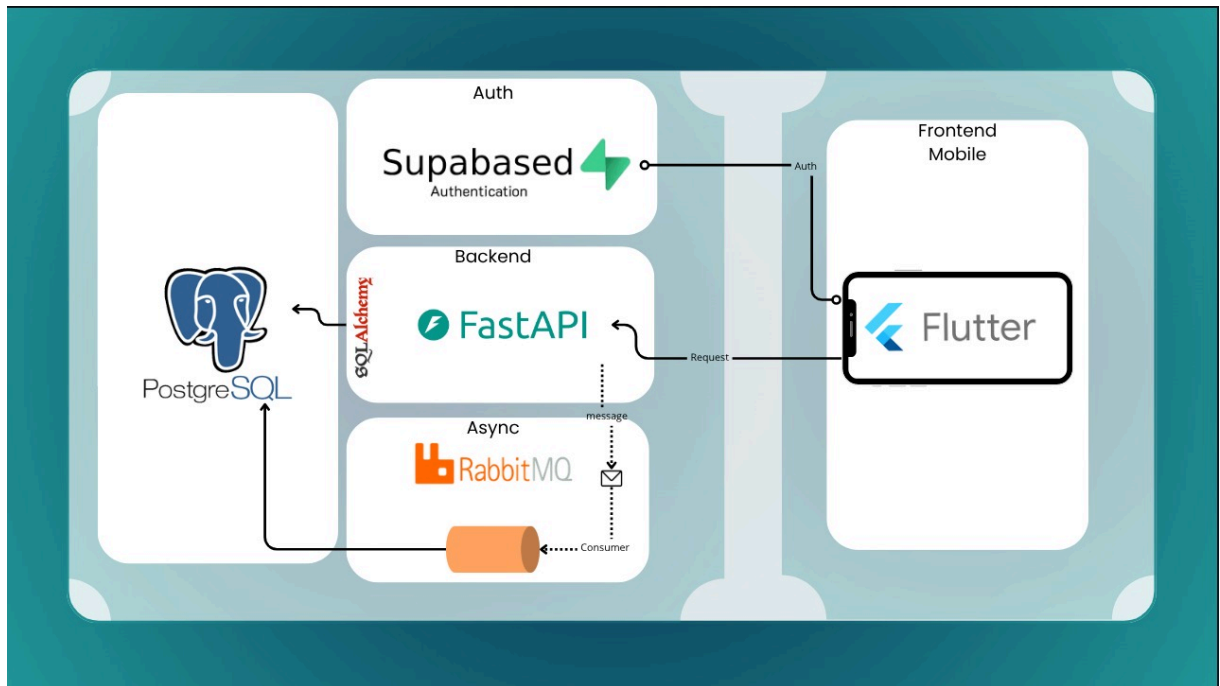 Auth
Supabased
Authentication
Backend
SQLAlchemy
FastAPI
message
Async
RabbitMQ
Consumer
PostgreSQL
Auth
Request
Frontend
Mobile
Flutter